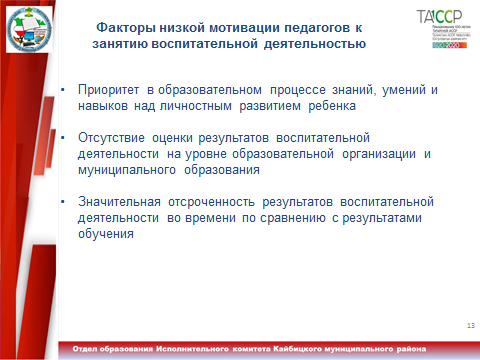 Факторы низкой мотивации педагогов к
занятию воспитательной деятельностью
ТАССР
1920-2020
• Приоритет в образовательном процессе знаний, умений и
навыков над личностным развитием ребенка
• Отсутствие оценки результатов воспитательной
деятельности на уровне образовательной организации и
муниципального образования
• Значительная отсроченность результатов воспитательной
деятельности во времени по сравнению с результатами
обучения
13
Отдел образования Исполнительного комитета Кайбицкого муниципального района